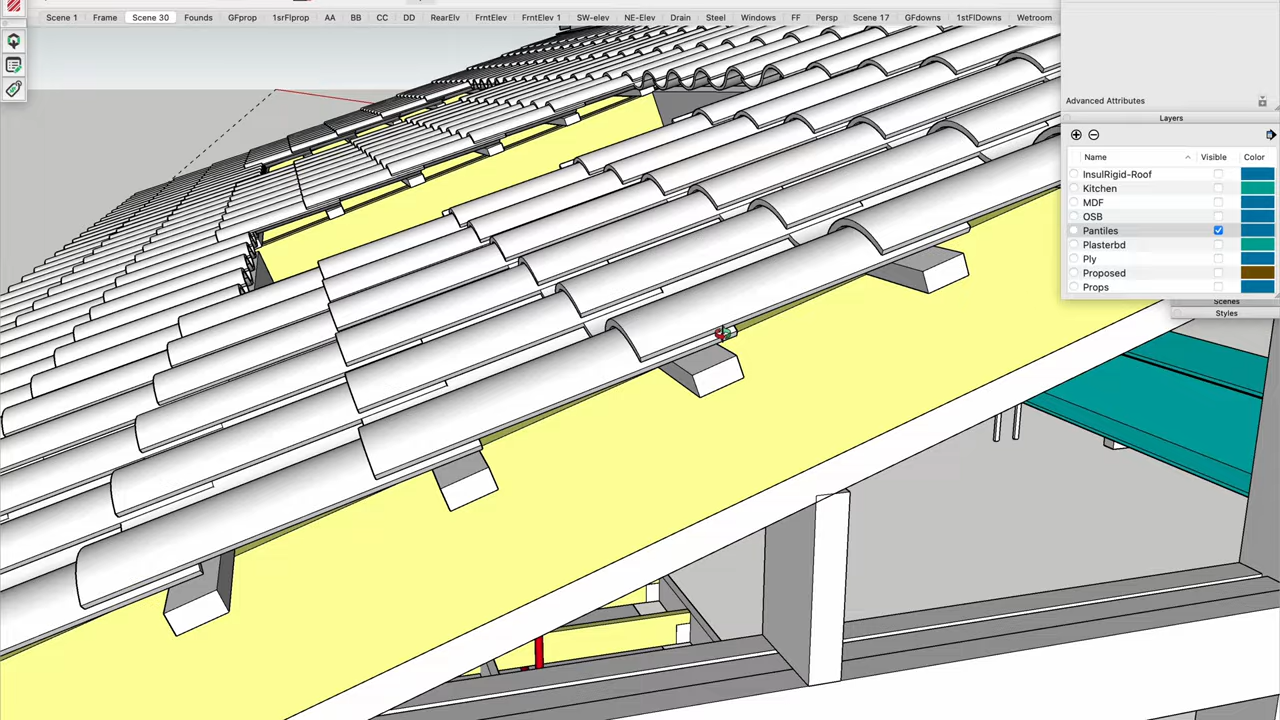 Scene 1 Frame Scene 30 Founds GFprop 1srFlprop AA BB CC DD RearElv FrntElev FrntElev 1 SW-elev NE-Elev Drain Steel Windows FF Persp Scene 17 GFdowns 1stFlDowns Wetroom
Advanced Attributes
Layers
Name Visible Color
InsulRigid-Roof
Kitchen
MDF
OSB
Pantiles
Plasterbd
Ply
Proposed
Props
Scenes
Styles